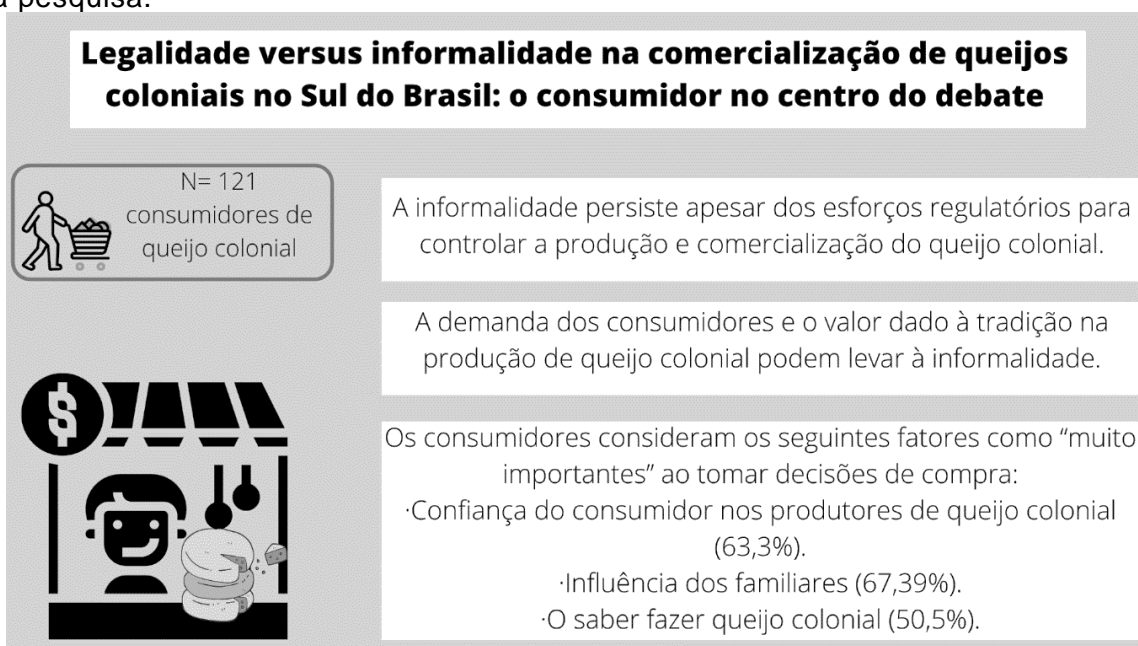 a pesquisa.
Legalidade versus informalidade na comercialização de queijos
coloniais no Sul do Brasil: o consumidor no centro do debate
N= 121
consumidores de
queijo colonial
A informalidade persiste apesar dos esforços regulatórios para
controlar a produção e comercialização do queijo colonial.
A demanda dos consumidores e o valor dado à tradição na
produção de queijo colonial podem levar à informalidade.
Os consumidores consideram os seguintes fatores como “muito
importantes” ao tomar decisões de compra:
·Confiança do consumidor nos produtores de queijo colonial
(63,3%).
·Influência dos familiares (67,39%).
·O saber fazer queijo colonial (50,5%).
$